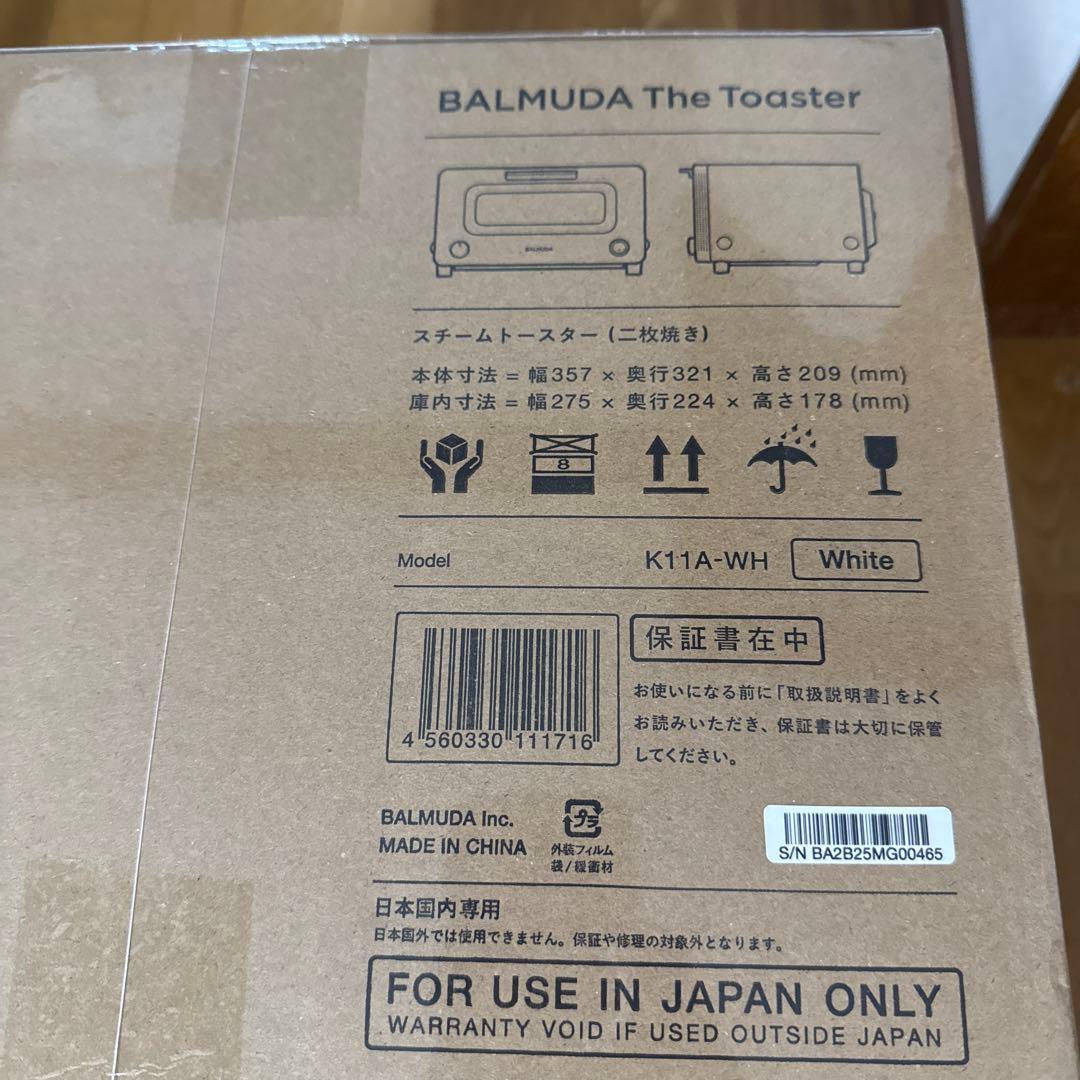 BALMUDA The Toaster
BALMUDA
スチームトースター (二枚焼き)
本体寸法 = 幅357 × 奥行321 × 高さ209 (mm)
庫内寸法 = 幅275 × 奥行224 × 高さ178 (mm)
8
Model K11A-WH White
4 560330 111716
保証書在中
お使いになる前に「取扱説明書」をよく
お読みいただき、保証書は大切に保管
してください。
BALMUDA Inc.
MADE IN CHINA
プラ
外装フィルム
袋/緩衝材
S/N BA2B25MG00465
日本国内専用
日本国外では使用できません。保証や修理の対象外となります。
FOR USE IN JAPAN ONLY
WARRANTY VOID IF USED OUTSIDE JAPAN